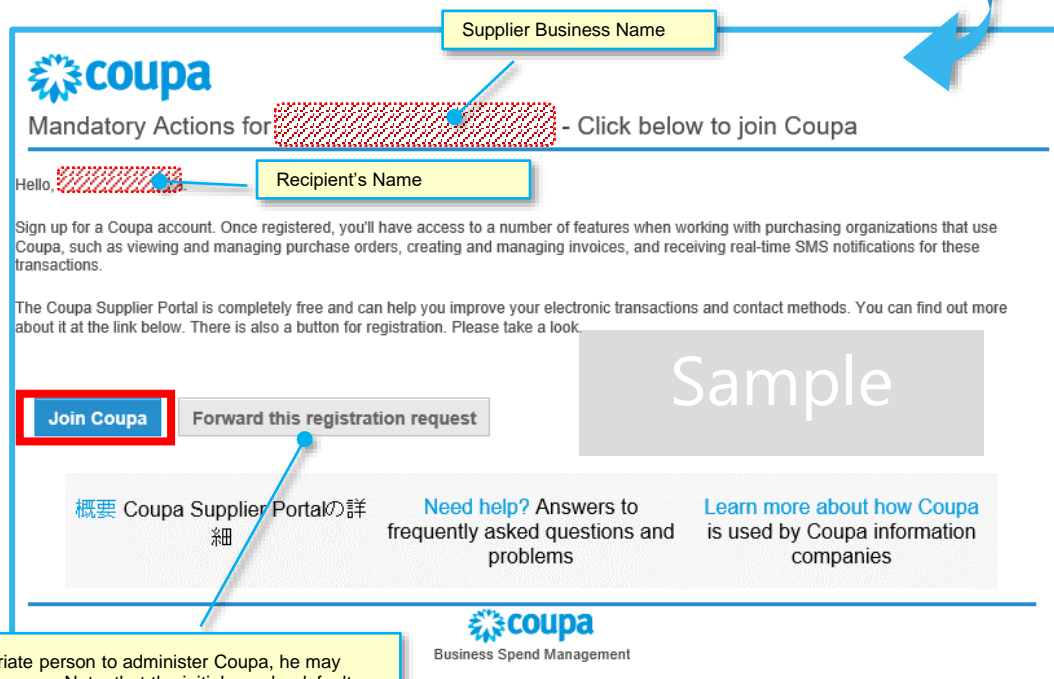 Supplier Business Name
coupa
Mandatory Actions for - Click below to join Coupa
Hello,
Recipient's Name
Sign up for a Coupa account. Once registered, you'll have access to a number of features when working with purchasing organizations that use
Coupa, such as viewing and managing purchase orders, creating and managing invoices, and receiving real-time SMS notifications for these
transactions.
The Coupa Supplier Portal is completely free and can help you improve your electronic transactions and contact methods. You can find out more
about it at the link below. There is also a button for registration. Please take a look.
Sample
Join Coupa
Forward this registration request
概要 Coupa Supplier Portalの詳
細
Need help? Answers to
frequently asked questions and
problems
Learn more about how Coupa
is used by Coupa information
companies
coupa
Business Spend Management
person to administer Coupa, he may